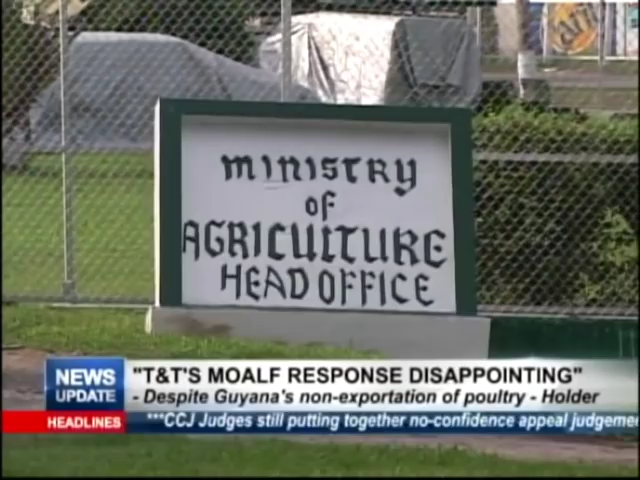 MINISTRY
OF
AGRICULTURE
HEAD OFFICE
NEWS
UPDATE
"T&T'S MOALF RESPONSE DISAPPOINTING"
- Despite Guyana's non-exportation of poultry - Holder
HEADLINES
***CCJ Judges still putting together no-confidence appeal judgeme